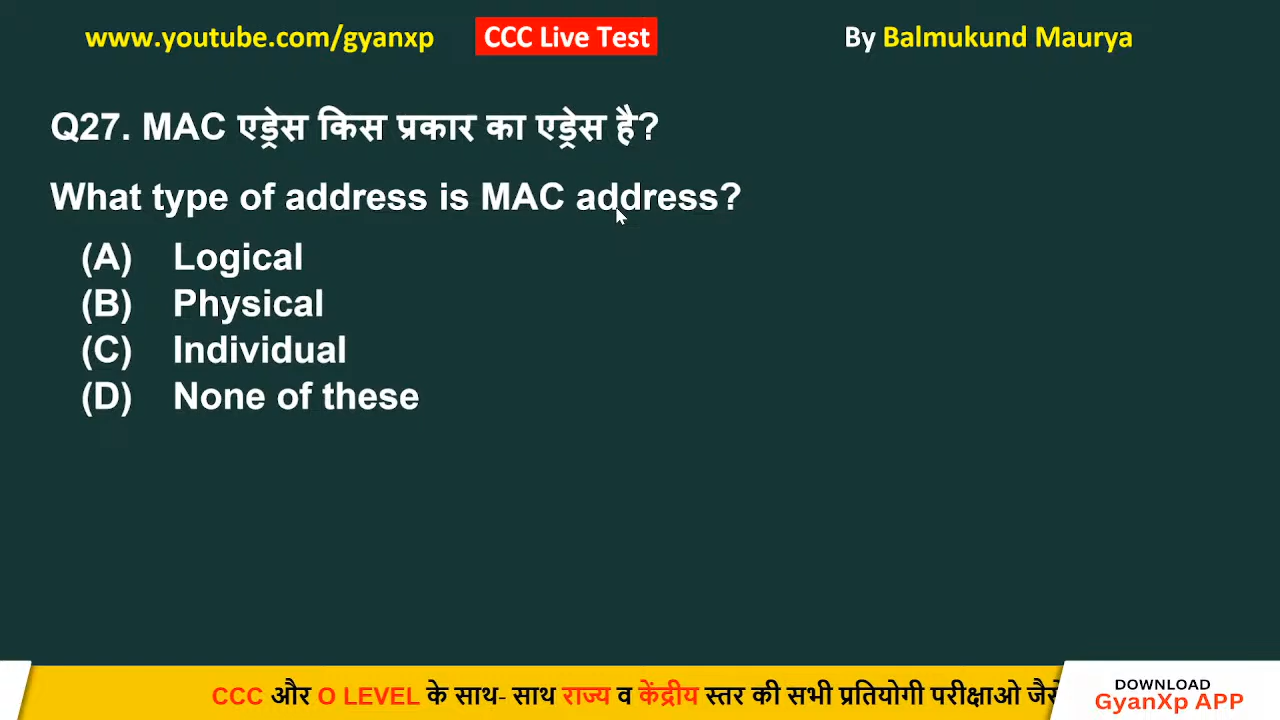 www.youtube.com/gyanxp CCC Live Test By Balmukund Maurya
Q27. MAC एड्रेस किस प्रकार का एड्रेस है?
What type of address is MAC address?
(A) Logical
(B) Physical
(C) Individual
(D) None of these
CCC और O LEVEL के साथ- साथ राज्य व केंद्रीय स्तर की सभी प्रतियोगी परीक्षाओ जैसे
DOWNLOAD
GyanXp APP